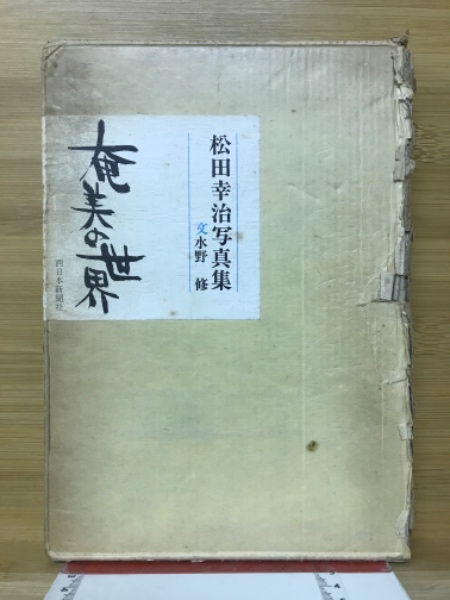 松田幸治写真集
文 水野 修
奄美の世界
西日本新聞社